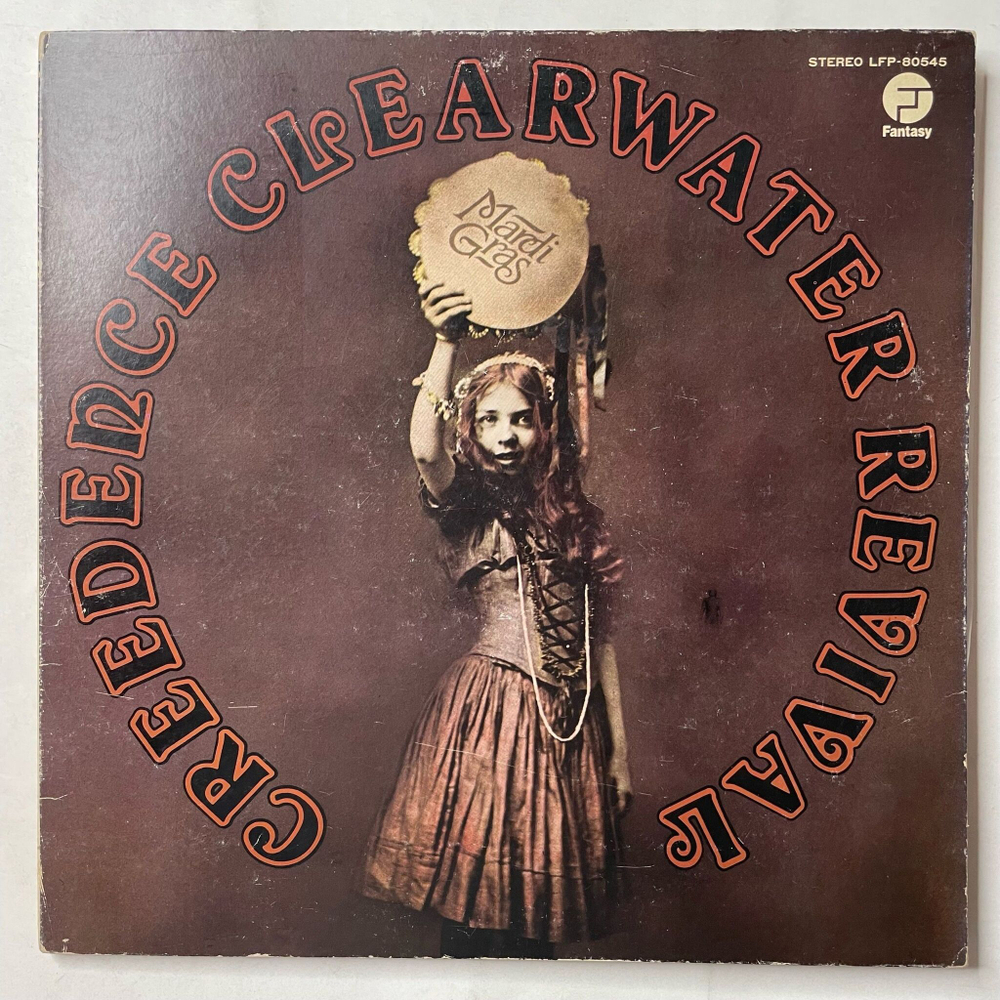 STEREO LFP-80545
Fantasy
CREEDENCE CLEARWATER REVIVAL
Mardi
Gras